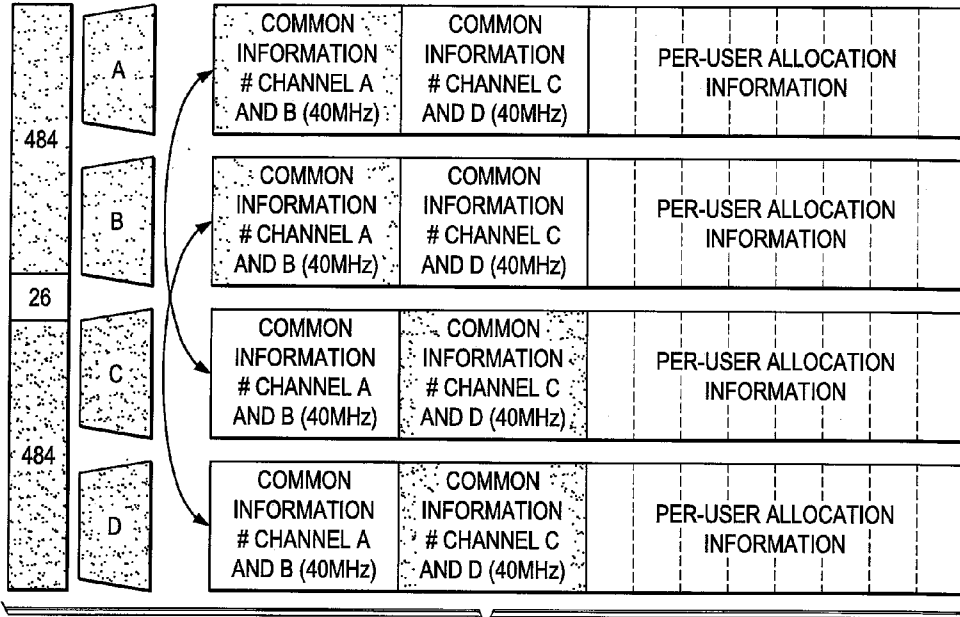 484
26
484
A
B
C
D
COMMON
INFORMATION
# CHANNEL A
AND B (40MHz)
COMMON
INFORMATION
# CHANNEL C
AND D (40MHz)
PER-USER ALLOCATION
INFORMATION
COMMON
INFORMATION
# CHANNEL A
AND B (40MHz)
COMMON
INFORMATION
# CHANNEL C
AND D (40MHz)
PER-USER ALLOCATION
INFORMATION
COMMON
INFORMATION
# CHANNEL A
AND B (40MHz)
COMMON
INFORMATION
# CHANNEL C
AND D (40MHz)
PER-USER ALLOCATION
INFORMATION
COMMON
INFORMATION
# CHANNEL A
AND B (40MHz)
COMMON
INFORMATION
# CHANNEL C
AND D (40MHz)
PER-USER ALLOCATION
INFORMATION